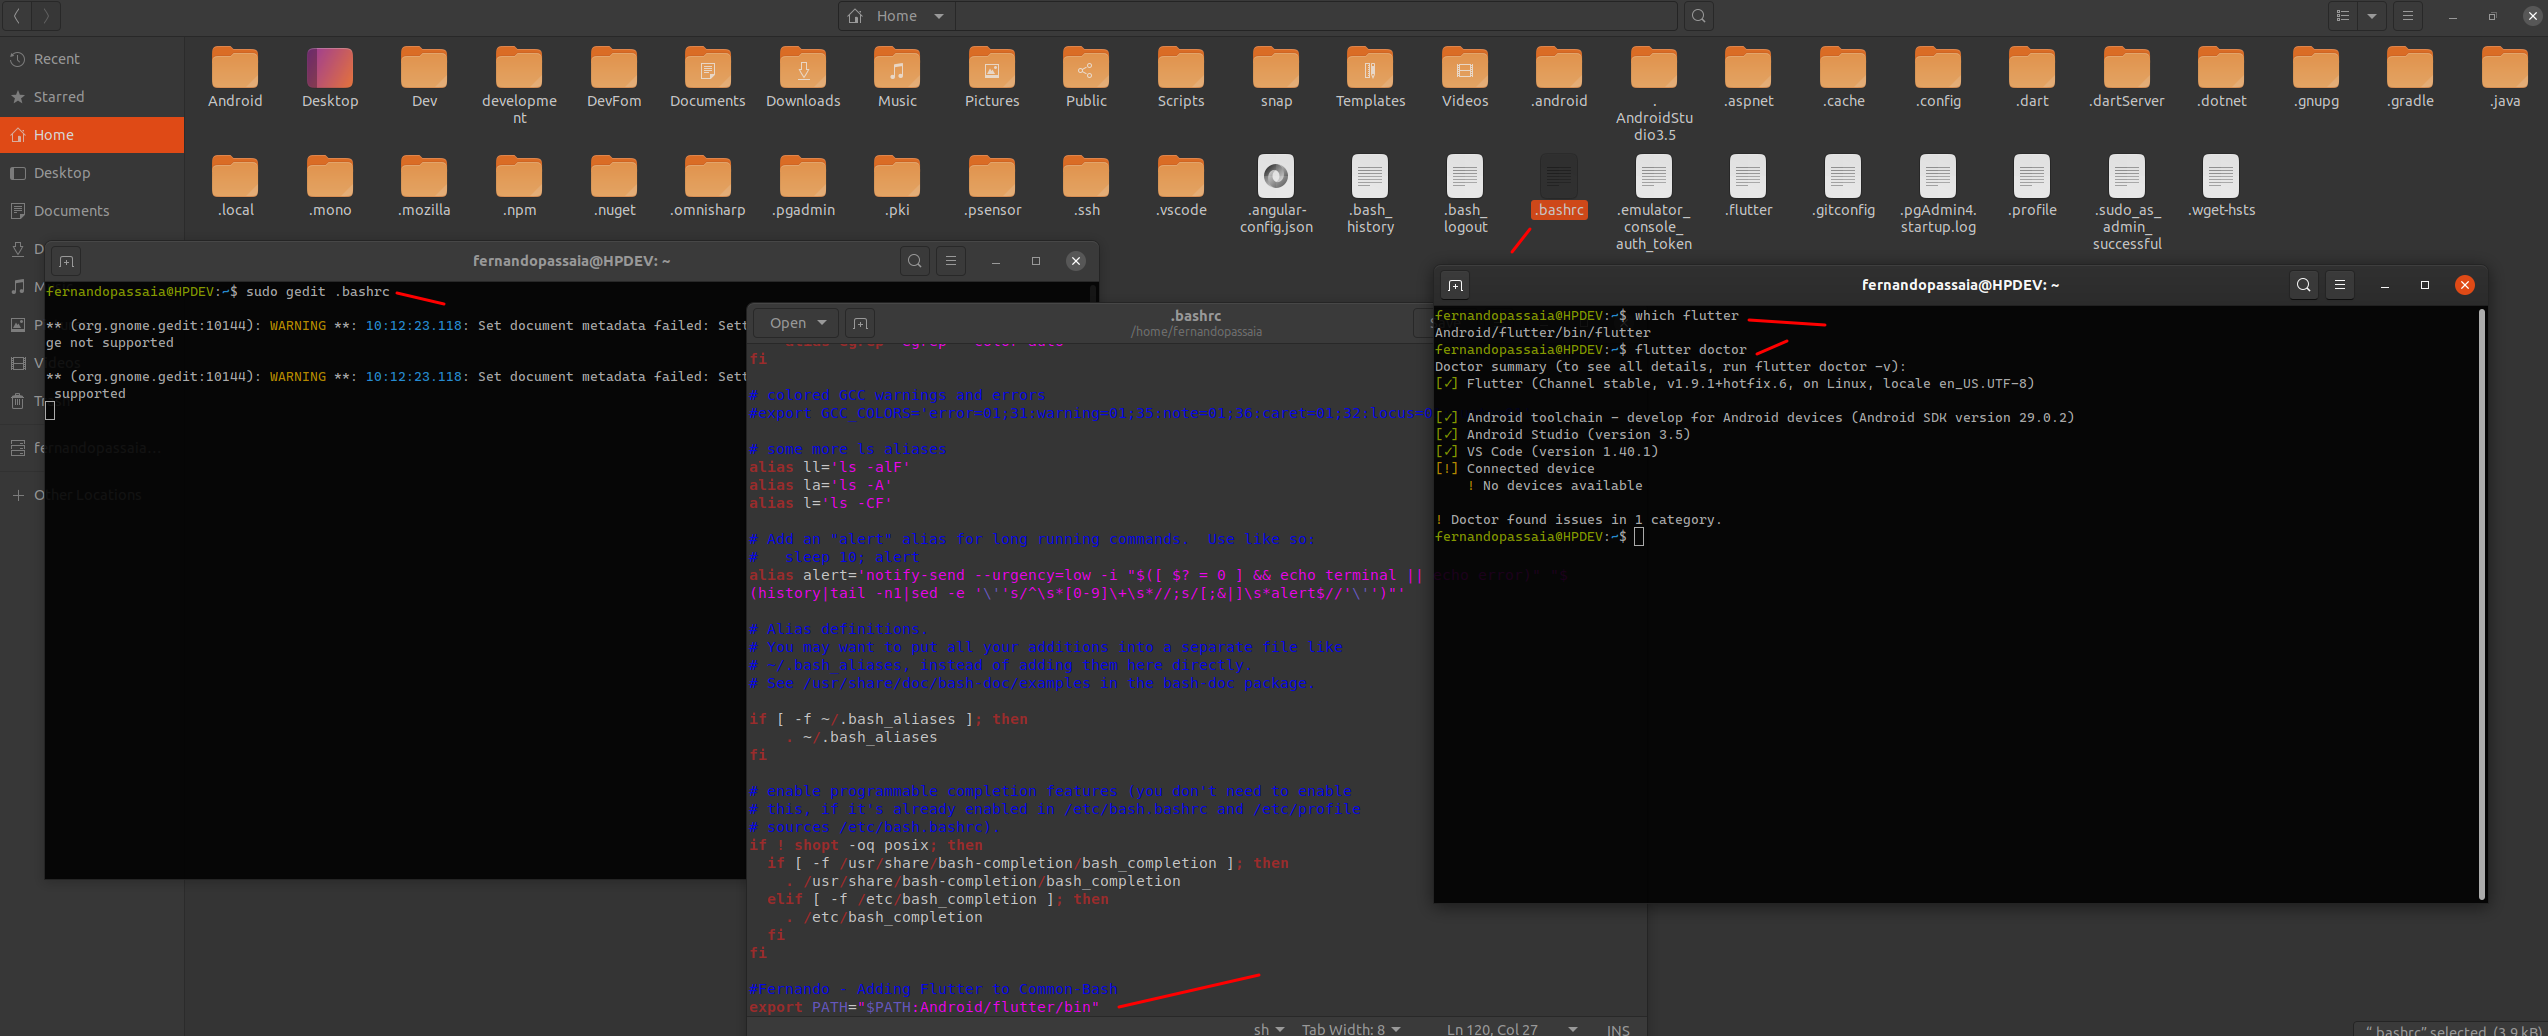 Home
Recent
Starred
Home
Desktop
Documents
Android
Desktop
Dev
developme
nt
DevFom
Documents
Downloads
Music
Pictures
Public
Scripts
snap
Templates
Videos
.android
.
AndroidStu
dio3.5
.aspnet
.cache
.config
.dart
.dartServer
.dotnet
.gnupg
.gradle
.java
.local
.mono
.mozilla
.npm
.nuget
.omnisharp
.pgadmin
.pki
.psensor
.ssh
.vscode
.angular-
config.json
.bash_
history
.bash_
logout
.bashrc
.emulator_
console_
auth_token
.flutter
.gitconfig
.pgAdmin4.
startup.log
.profile
.sudo_as_
admin_
successful
.wget-hsts
fernandopassaia...
Other Locations
fernandopassaia@HPDEV: ~
fernandopassaia@HPDEV:~$ sudo gedit .bashrc
** (org.gnome.gedit:10144): WARNING **: 10:12:23.118: Set document metadata failed: Sett
ge not supported
** (org.gnome.gedit:10144): WARNING **: 10:12:23.118: Set document metadata failed: Sett
supported
Open
.bashrc
/home/fernandopassaia
fi
# colored GCC warnings and errors
#export GCC_COLORS='error=01;31:warning=01;35:note=01;36:caret=01;32:locus=0
# some more ls aliases
alias ll='ls -alF'
alias la='ls -A'
alias l='ls -CF'
# Add an "alert" alias for long running commands.  Use like so:
#   sleep 10; alert
alias alert='notify-send --urgency=low -i "$([ $? = 0 ] && echo terminal ||
(history|tail -n1|sed -e '\''s/^\s*[0-9]\+\s*//;s/[;&|]\s*alert$//'\'')"'
# Alias definitions.
# You may want to put all your additions into a separate file like
# ~/.bash_aliases, instead of adding them here directly.
# See /usr/share/doc/bash-doc/examples in the bash-doc package.
if [ -f ~/.bash_aliases ]; then
. ~/.bash_aliases
fi
# enable programmable completion features (you don't need to enable
# this, if it's already enabled in /etc/bash.bashrc and /etc/profile
# sources /etc/bash.bashrc).
if ! shopt -oq posix; then
if [ -f /usr/share/bash-completion/bash_completion ]; then
. /usr/share/bash-completion/bash_completion
elif [ -f /etc/bash_completion ]; then
. /etc/bash_completion
fi
fi
#Fernando - Adding Flutter to Common-Bash
export PATH="$PATH:Android/flutter/bin"
sh Tab Width: 8 Ln 120, Col 27 INS
fernandopassaia@HPDEV: ~
fernandopassaia@HPDEV:~$ which flutter
Android/flutter/bin/flutter
fernandopassaia@HPDEV:~$ flutter doctor
Doctor summary (to see all details, run flutter doctor -v):
[✓] Flutter (Channel stable, v1.9.1+hotfix.6, on Linux, locale en_US.UTF-8)
[✓] Android toolchain - develop for Android devices (Android SDK version 29.0.2)
[✓] Android Studio (version 3.5)
[✓] VS Code (version 1.40.1)
[!] Connected device
! No devices available
! Doctor found issues in 1 category.
fernandopassaia@HPDEV:~$
".bashrc" selected (3.9 kB)